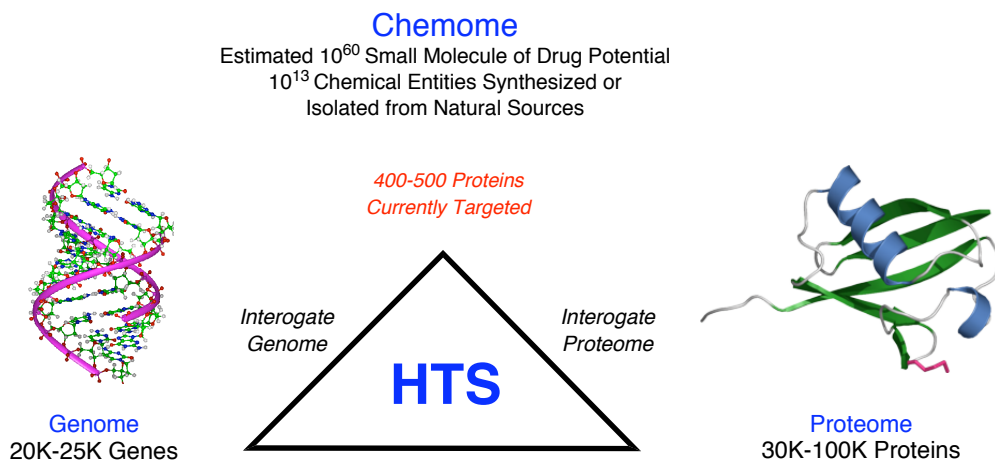 Chemome
Estimated 10^60 Small Molecule of Drug Potential
10^13 Chemical Entities Synthesized or
Isolated from Natural Sources
400-500 Proteins
Currently Targeted
Interogate
Genome
Interogate
Proteome
HTS
Genome
20K-25K Genes
Proteome
30K-100K Proteins